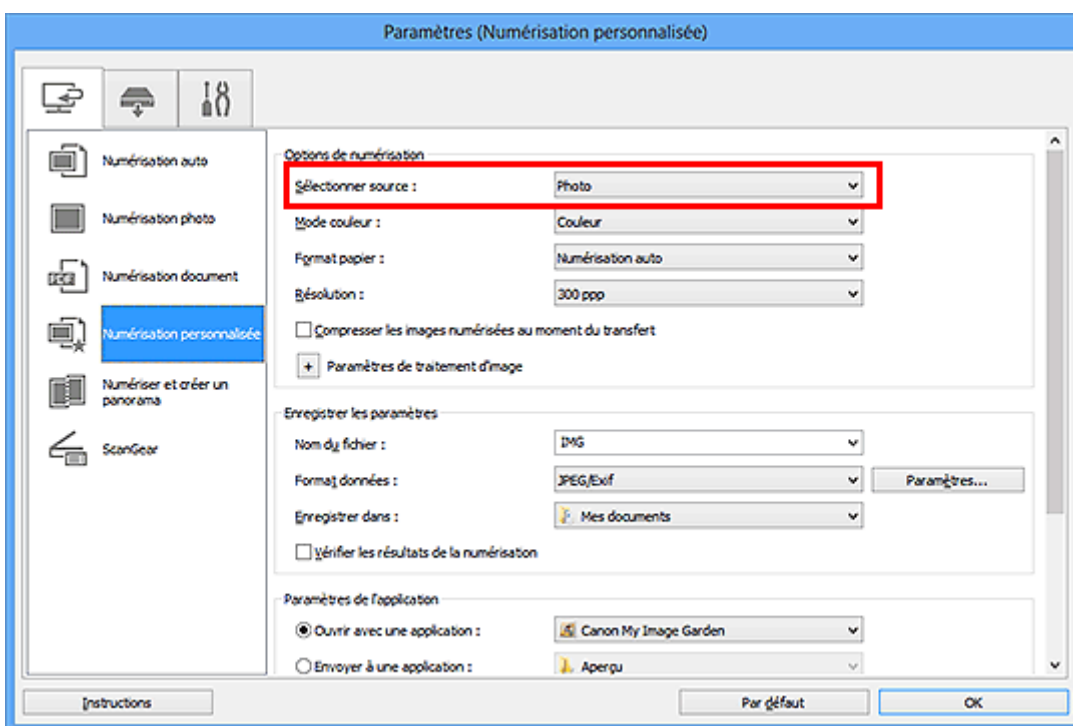 Paramètres (Numérisation personnalisée)
Numérisation auto
Numérisation photo
Numérisation document
Numérisation personnalisée
Numériser et créer un
panorama
ScanGear
Options de numérisation
Sélectionner source : Photo
Mode couleur : Couleur
Format papier : Numérisation auto
Résolution : 300 ppp
Compresser les images numérisées au moment du transfert
+ Paramètres de traitement d'image
Enregistrer les paramètres
Nom du fichier : IMG
Format données : JPEG/Exif Paramètres...
Enregistrer dans : Mes documents
Vérifier les résultats de la numérisation
Paramètres de l'application
Ouvrir avec une application : Canon My Image Garden
Envoyer à une application : Aperçu
Instructions Par défaut OK